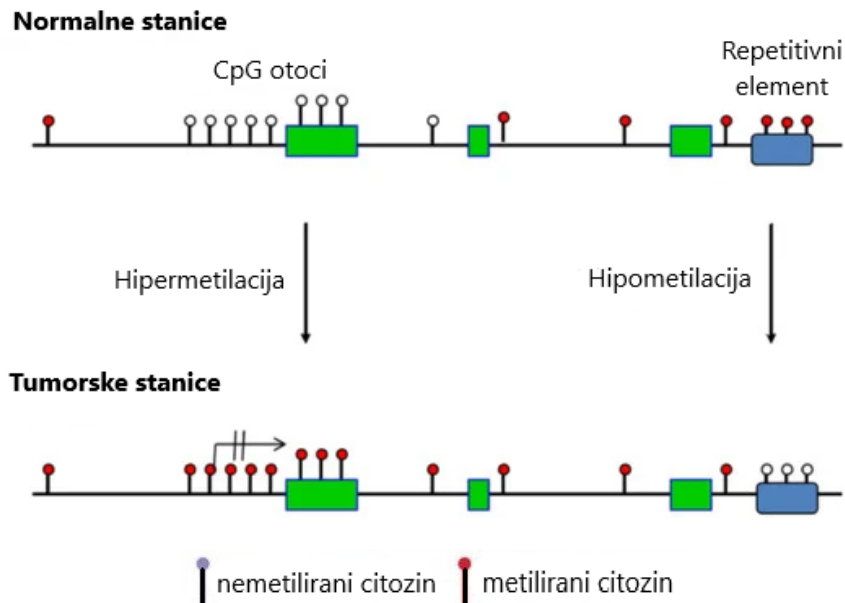 Normalne stanice
CpG otoci
Repetitivni
element
Hipermetilacija
Hipometilacija
Tumorske stanice
nemetilirani citozin
metilirani citozin